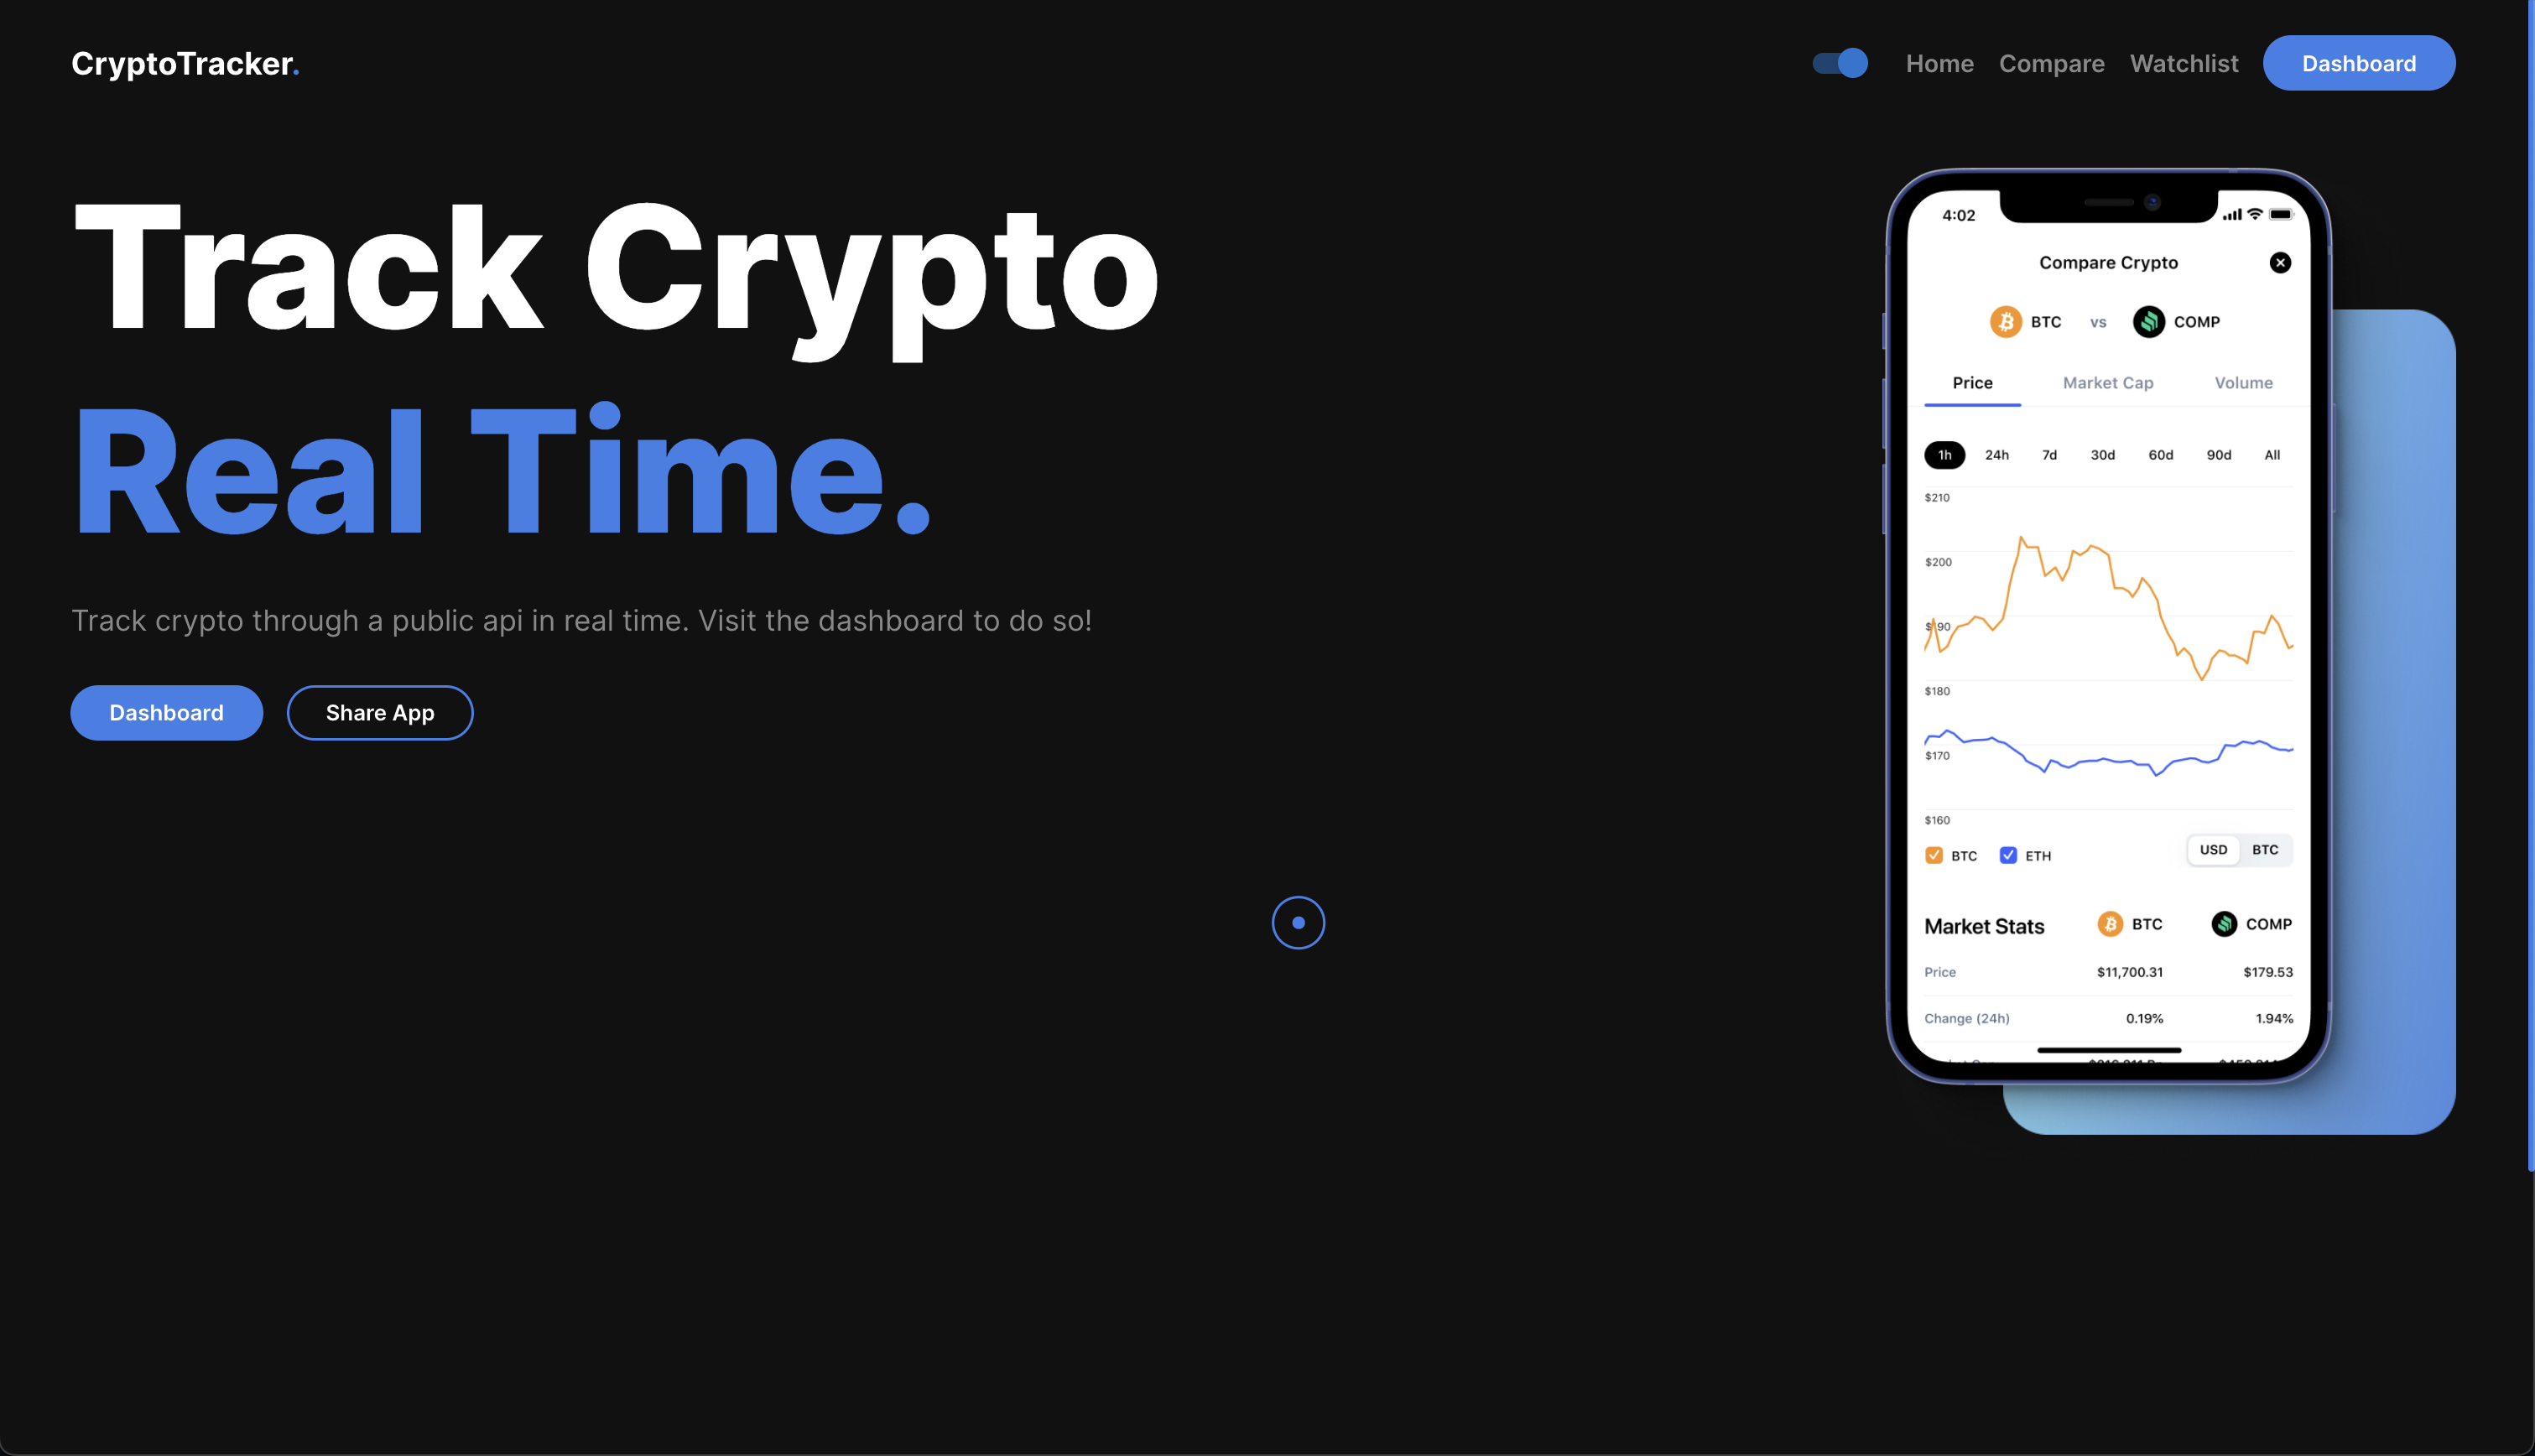 CryptoTracker.
Home Compare Watchlist Dashboard
Track Crypto
Real Time.
Track crypto through a public api in real time. Visit the dashboard to do so!
Dashboard Share App
4:02
Compare Crypto
BTC vs COMP
Price Market Cap Volume
1h 24h 7d 30d 60d 90d All
$210
$200
$190
$180
$170
$160
BTC ETH USD BTC
Market Stats BTC COMP
Price $11,700.31 $179.53
Change (24h) 0.19% 1.94%